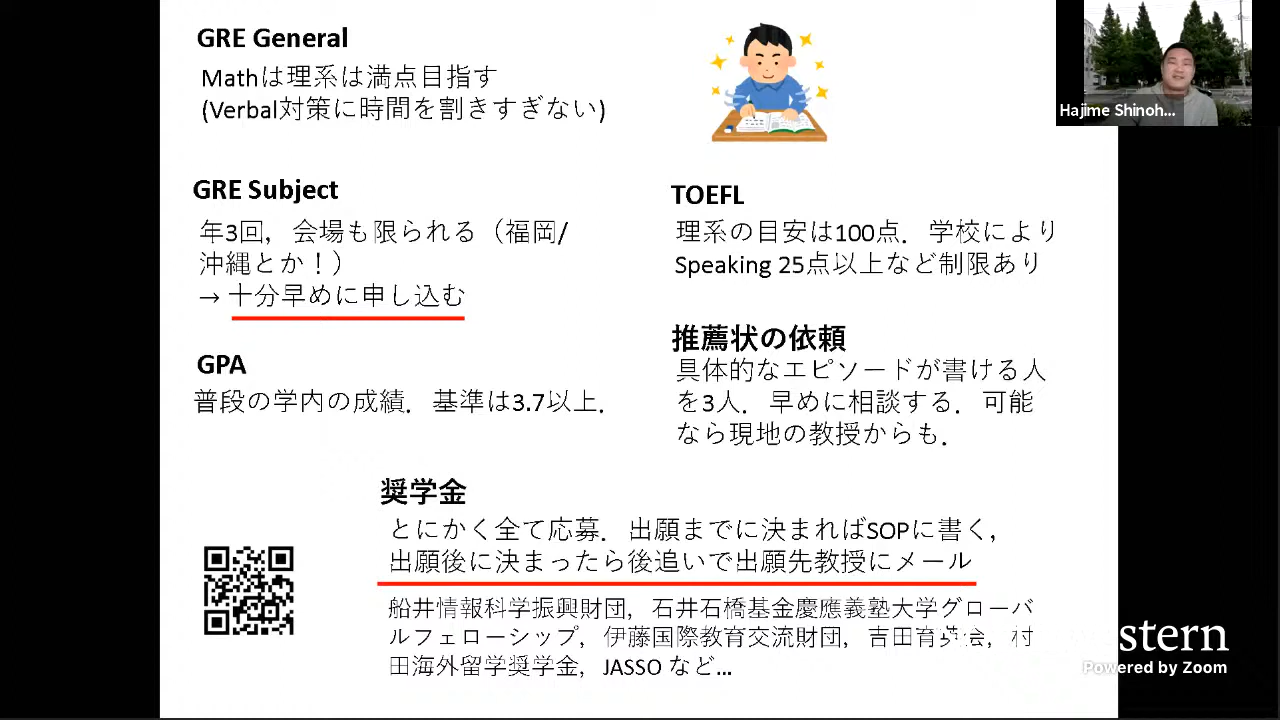 GRE General
Mathは理系は満点目指す
(Verbal対策に時間を割きすぎない)
Hajime Shinoh...
GRE Subject
年3回，会場も限られる（福岡/
沖縄とか！）
→ 十分早めに申し込む
TOEFL
理系の目安は100点．学校により
Speaking 25点以上など制限あり
GPA
普段の学内の成績．基準は3.7以上．
推薦状の依頼
具体的なエピソードが書ける人
を3人．早めに相談する．可能
なら現地の教授からも．
奨学金
とにかく全て応募．出願までに決まればSOPに書く，
出願後に決まったら後追いで出願先教授にメール
船井情報科学振興財団，石井石橋基金慶應義塾大学グローバ
ルフェローシップ，伊藤国際教育交流財団，吉田育英会，村
田海外留学奨学金，JASSO など...
stern
Powered by Zoom